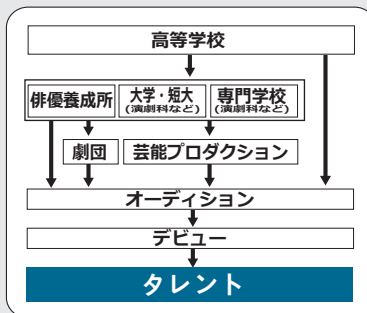 高等学校
俳優養成所
大学・短大
(演劇科など)
専門学校
(演劇科など)
劇団
芸能プロダクション
オーディション
デビュー
タレント